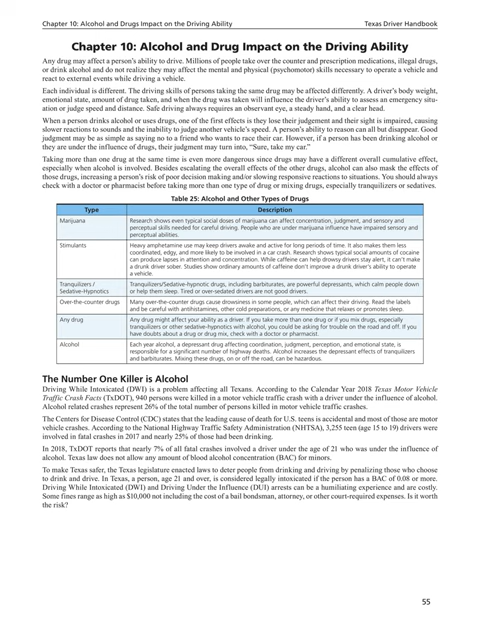 Chapter 10: Alcohol and Drugs Impact on the Driving Ability
Texas Driver Handbook
Chapter 10: Alcohol and Drug Impact on the Driving Ability
Any drug may affect a person's ability to drive. Millions of people take over the counter and prescription medications, illegal drugs,
or drink alcohol and do not realize they may affect the mental and physical (psychomotor) skills necessary to operate a vehicle and
react to external events while driving a vehicle.
Each individual is different. The driving skills of persons taking the same drug may be affected differently. A driver's body weight,
emotional state, amount of drug taken, and when the drug was taken will influence the driver's ability to assess an emergency situ-
ation or judge speed and distance. Safe driving always requires an observant eye, a steady hand, and a clear head.
When a person drinks alcohol or uses drugs, one of the first effects is they lose their judgement and their sight is impaired, causing
slower reactions to sounds and the inability to judge another vehicle's speed. A person's ability to reason can all but disappear. Good
judgment may be as simple as saying no to a friend who wants to race their car. However, if a person has been drinking alcohol or
they are under the influence of drugs, their judgment may turn into, "Sure, take my car."
Taking more than one drug at the same time is even more dangerous since drugs may have a different overall cumulative effect,
especially when alcohol is involved. Besides escalating the overall effects of the other drugs, alcohol can also mask the effects of
those drugs, increasing a person's risk of poor decision making and/or slowing responsive reactions to situations. You should always
check with a doctor or pharmacist before taking more than one type of drug or mixing drugs, especially tranquilizers or sedatives.
Table 25: Alcohol and Other Types of Drugs
Type
Description
Marijuana
Research shows even typical social doses of marijuana can affect concentration, judgment, and sensory and
perceptual skills needed for careful driving. People who are under marijuana influence have impaired sensory and
perceptual abilities.
Stimulants
Heavy amphetamine use may keep drivers awake and active for long periods of time. It also makes them less
coordinated, edgy, and more likely to be involved in a car crash. Research shows typical social amounts of cocaine
can produce lapses in attention and concentration. While caffeine can help drowsy drivers stay alert, it can't make
a drunk driver sober. Studies show ordinary amounts of caffeine don't improve a drunk driver's ability to operate
a vehicle.
Tranquilizers /
Sedative-Hypnotics
Tranquilizers/Sedative-hypnotic drugs, including barbiturates, are powerful depressants, which calm people down
or help them sleep. Tired or over-sedated drivers are not good drivers.
Over-the-counter drugs
Many over-the-counter drugs cause drowsiness in some people, which can affect their driving. Read the labels
and be careful with antihistamines, other cold preparations, or any medicine that relaxes or promotes sleep.
Any drug
Any drug might affect your ability as a driver. If you take more than one drug or if you mix drugs, especially
tranquilizers or other sedative-hypnotics with alcohol, you could be asking for trouble on the road and off. If you
have doubts about a drug or drug mix, check with a doctor or pharmacist.
Alcohol
Each year alcohol, a depressant drug affecting coordination, judgment, perception, and emotional state, is
responsible for a significant number of highway deaths. Alcohol increases the depressant effects of tranquilizers
and barbiturates. Mixing these drugs, on or off the road, can be hazardous.
The Number One Killer is Alcohol
Driving While Intoxicated (DWI) is a problem affecting all Texans. According to the Calendar Year 2018 Texas Motor Vehicle
Traffic Crash Facts (TxDOT), 940 persons were killed in a motor vehicle traffic crash with a driver under the influence of alcohol.
Alcohol related crashes represent 26% of the total number of persons killed in motor vehicle traffic crashes.
The Centers for Disease Control (CDC) states that the leading cause of death for U.S. teens is accidental and most of those are motor
vehicle crashes. According to the National Highway Traffic Safety Administration (NHTSA), 3,255 teen (age 15 to 19) drivers were
involved in fatal crashes in 2017 and nearly 25% of those had been drinking.
In 2018, TxDOT reports that nearly 7% of all fatal crashes involved a driver under the age of 21 who was under the influence of
alcohol. Texas law does not allow any amount of blood alcohol concentration (BAC) for minors.
To make Texas safer, the Texas legislature enacted laws to deter people from drinking and driving by penalizing those who choose
to drink and drive. In Texas, a person, age 21 and over, is considered legally intoxicated if the person has a BAC of 0.08 or more.
Driving While Intoxicated (DWI) and Driving Under the Influence (DUI) arrests can be a humiliating experience and are costly.
Some fines range as high as $10,000 not including the cost of a bail bondsman, attorney, or other court-required expenses. Is it worth
the risk?
55